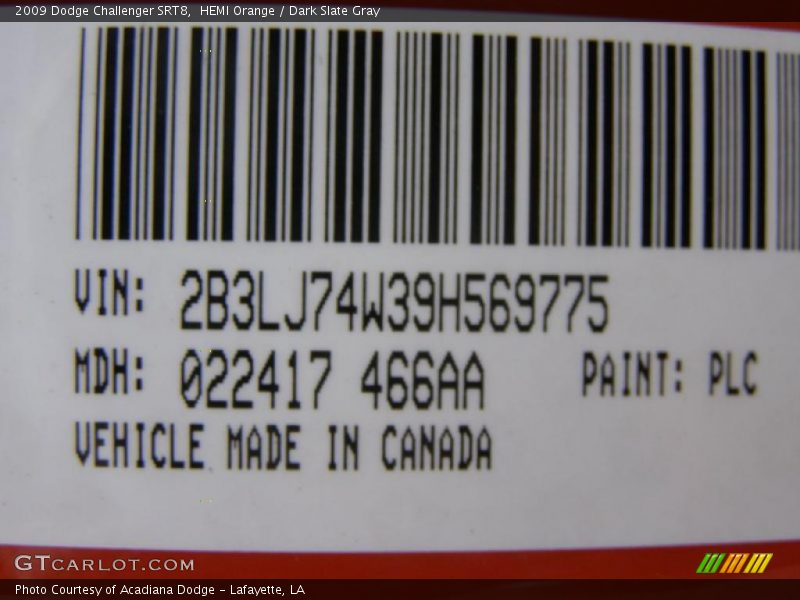 2009 Dodge Challenger SRT8, HEMI Orange / Dark Slate Gray
VIN: 2B3LJ74W39H569775
MDH: 022417 466AA PAINT: PLC
VEHICLE MADE IN CANADA
GTCARLOT.COM
Photo Courtesy of Acadiana Dodge - Lafayette, LA